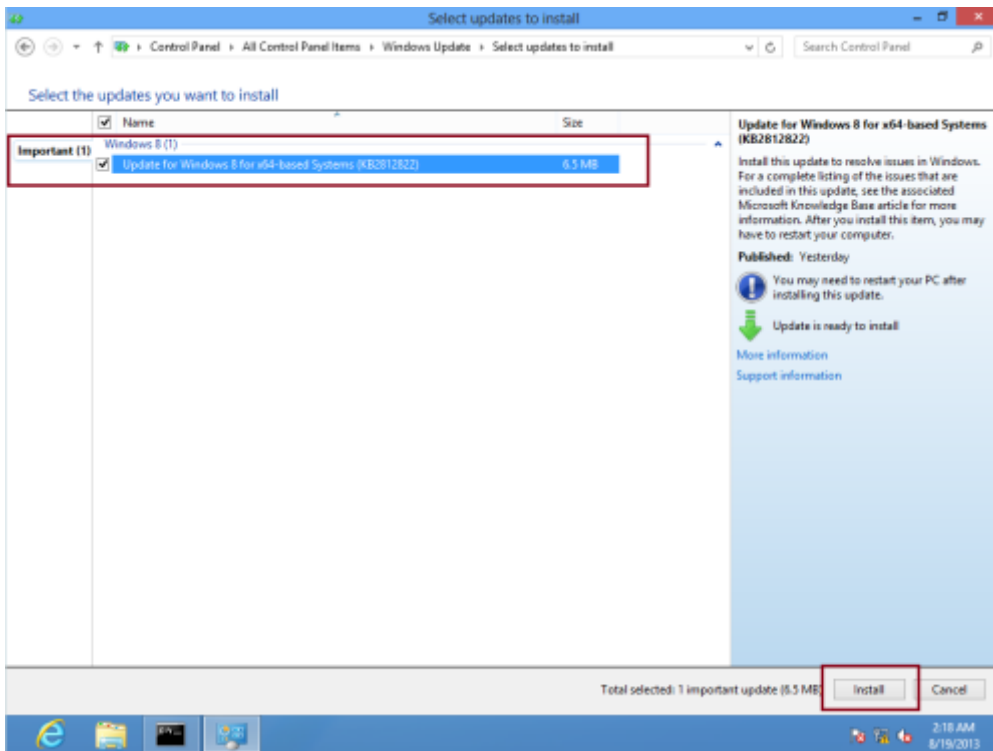 Select updates to install
Control Panel ▸ All Control Panel Items ▸ Windows Update ▸ Select updates to install
Search Control Panel
Select the updates you want to install
Name Size
Important (1)
Windows 8 (1)
Update for Windows 8 for x64-based Systems (KB2812822) 6.5 MB
Update for Windows 8 for x64-based Systems
(KB2812822)
Install this update to resolve issues in Windows.
For a complete listing of the issues that are
included in this update, see the associated
Microsoft Knowledge Base article for more
information. After you install this item, you may
have to restart your computer.
Published: Yesterday
You may need to restart your PC after
installing this update.
Update is ready to install
More information
Support information
Total selected: 1 important update (6.5 MB)
Install Cancel
2:18 AM
8/19/2013